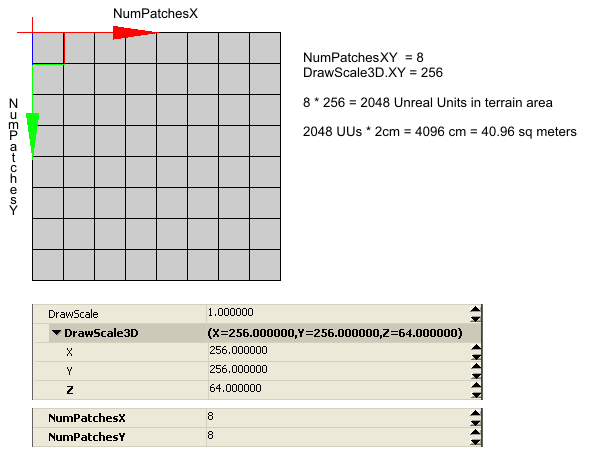 NumPatchesX
NumPatchesY
NumPatchesXY = 8
DrawScale3D.XY = 256
8 * 256 = 2048 Unreal Units in terrain area
2048 UUs * 2cm = 4096 cm = 40.96 sq meters
DrawScale 1.000000
DrawScale3D (X=256.000000,Y=256.000000,Z=64.000000)
X 256.000000
Y 256.000000
Z 64.000000
NumPatchesX 8
NumPatchesY 8